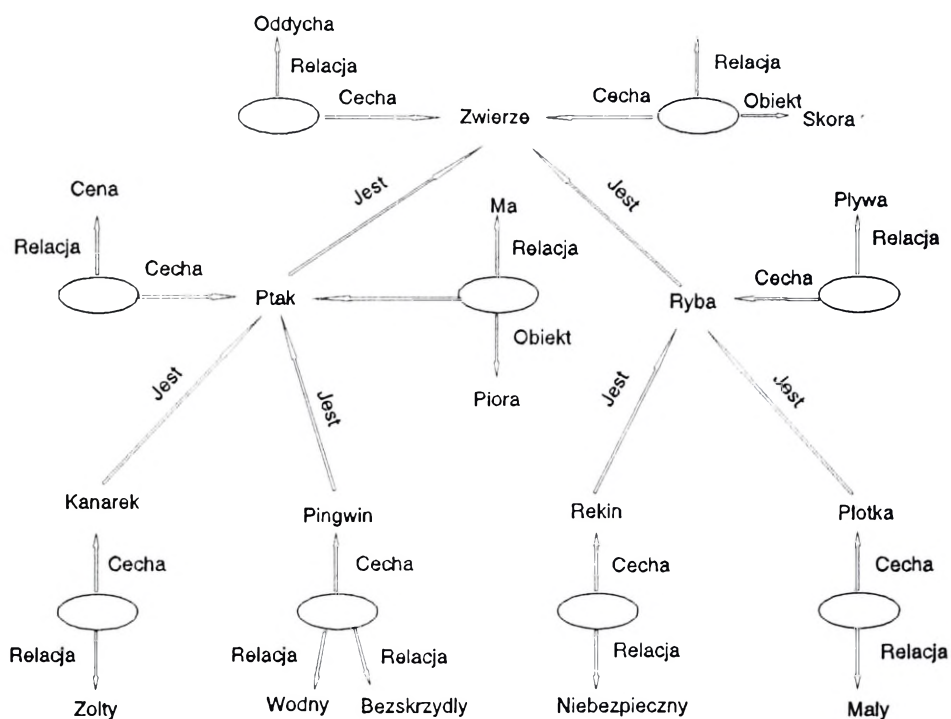 Oddycha
Relacja
Relacja
Cecha
Zwierze
Cecha
Obiekt
Skora
Jest
Jest
Cena
Ma
Plywa
Relacja
Relacja
Relacja
Cecha
Cecha
Ptak
Ryba
Obiekt
Jest
Jest
Jest
Jest
Piora
Kanarek
Pingwin
Rekin
Plotka
Cecha
Cecha
Cecha
Cecha
Relacja
Relacja
Relacja
Relacja
Relacja
Zolty
Wodny
Bezskrzydly
Niebezpieczny
Maly